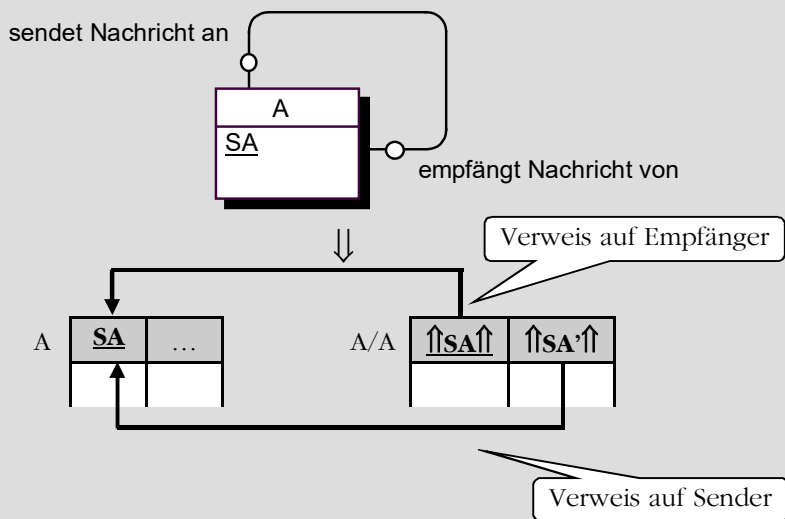 sendet Nachricht an
A
SA
empfängt Nachricht von
⇓
Verweis auf Empfänger
A SA … A/A ⇑SA⇑ ⇑SA’⇑
Verweis auf Sender